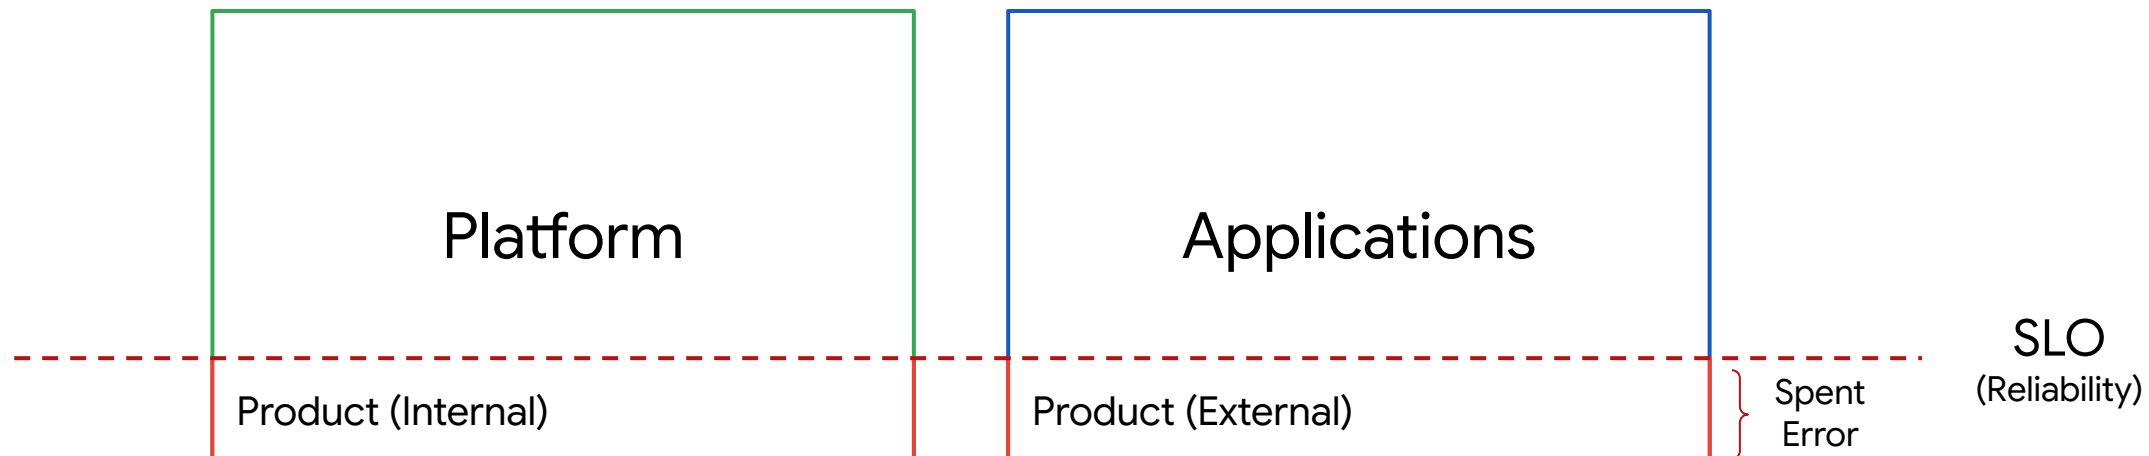 Platform
Applications
SLO
(Reliability)
Product (Internal)
Product (External)
Spent
Error